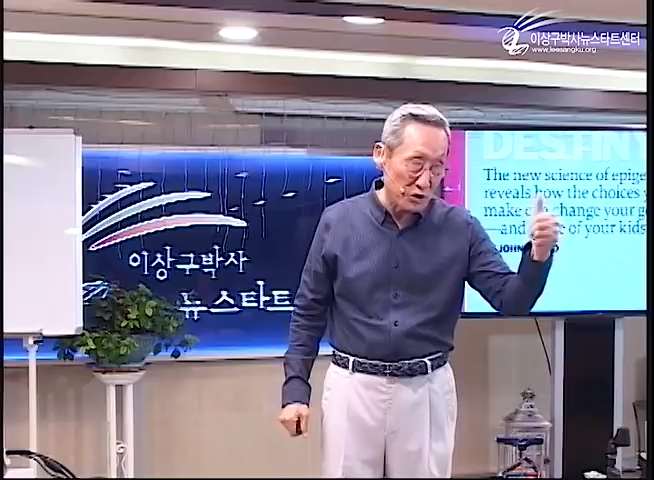 이상구박사뉴스타트센터
www.leesangku.org
DESTINY
The new science of epige
reveals how the choices y
make can change your g
—and of your kids
JOHN
이상구박사
뉴스타트